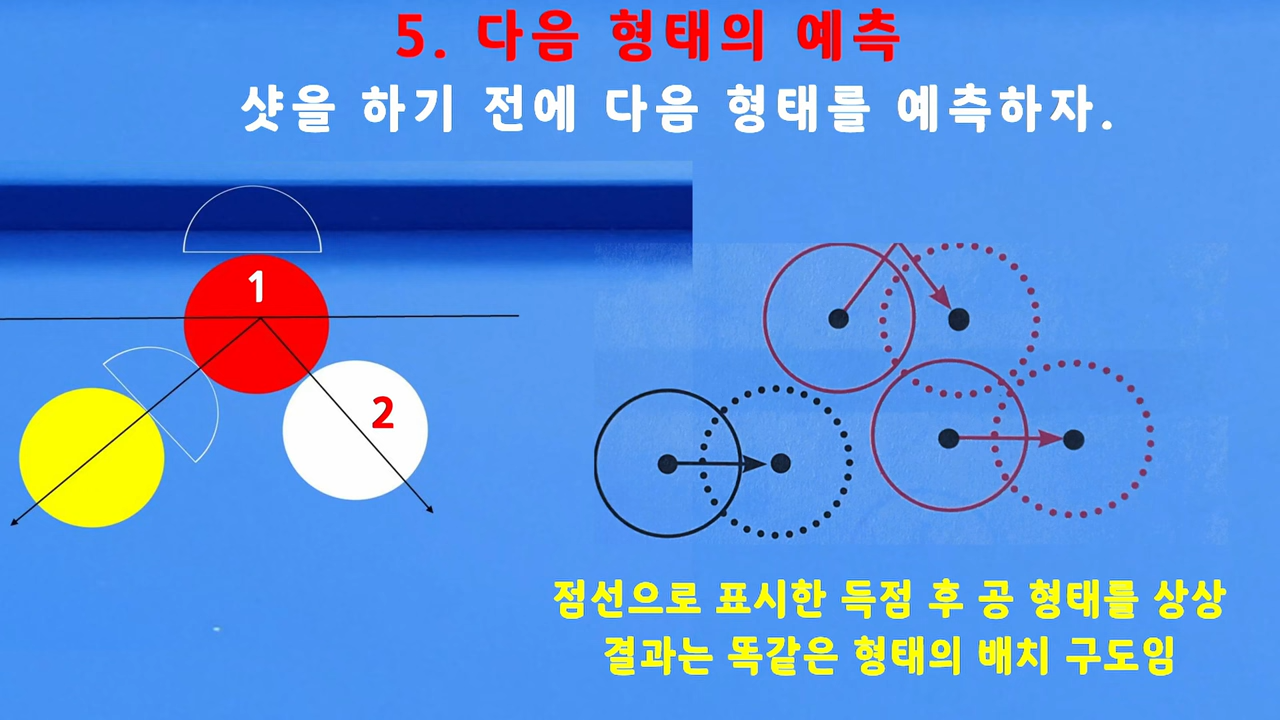 5. 다음 형태의 예측
샷을 하기 전에 다음 형태를 예측하자.
1
2
점선으로 표시한 득점 후 공 형태를 상상
결과는 똑같은 형태의 배치 구도임